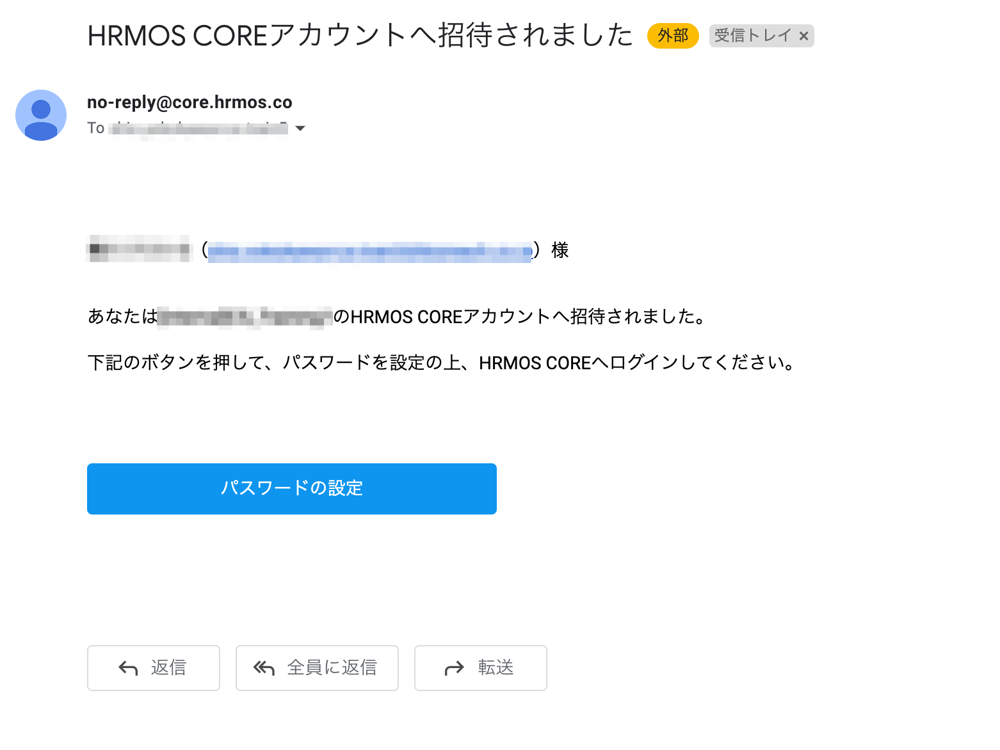 HRMOS COREアカウントへ招待されました 外部 受信トレイ ×
no-reply@core.hrmos.co
To
（）様
あなたはのHRMOS COREアカウントへ招待されました。
下記のボタンを押して、パスワードを設定の上、HRMOS COREへログインしてください。
パスワードの設定
返信 全員に返信 転送